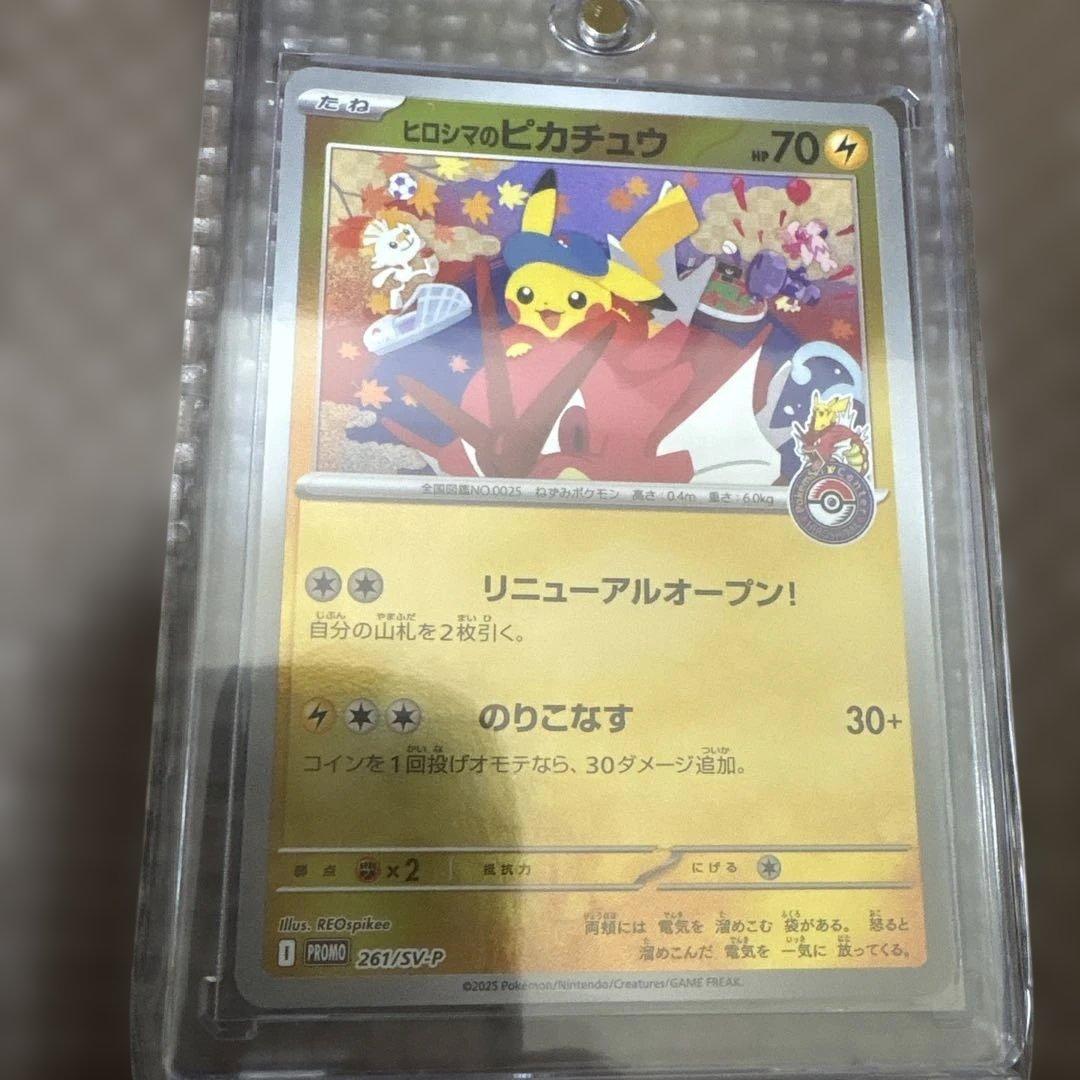 たね
ヒロシマのピカチュウ HP 70
全国図鑑NO.0025 ねずみポケモン 高さ:0.4m 重さ:6.0kg
Pokémon Center
リニューアルオープン!
自分の山札を2枚引く。
のりこなす 30+
コインを1回投げオモテなら、30ダメージ追加。
弱点 ×2 抵抗力 にげる
Illus. REOspikee
両頬には 電気を 溜めこむ 袋がある。 怒ると
溜めこんだ 電気を 一気に 放ってくる。
I PROMO 261/SV-P
©2025 Pokémon/Nintendo/Creatures/GAME FREAK.